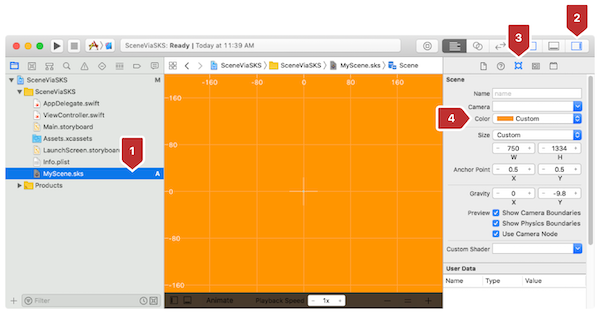 2
3
SceneViaSKS: Ready | Today at 11:39 AM
SceneViaSKS M
SceneViaSKS
AppDelegate.swift
ViewController.swift
Main.storyboard
Assets.xcassets
LaunchScreen.storyboard
Info.plist
MyScene.sks A
Products
1
Filter
SceneViaSKS SceneViaSKS MyScene.sks Scene
-160 -80 0 80 160
160
80
0
-80
-160
Animate Playback Speed - 1x +
Scene
Name name
Camera
4
Color Custom
Size Custom
- 750 + - 1334 +
W H
Anchor Point - 0.5 + - 0.5 +
X Y
Gravity - 0 + - -9.8 +
X Y
Preview Show Camera Boundaries
Show Physics Boundaries
Use Camera Node
Custom Shader
User Data
Name Type Value